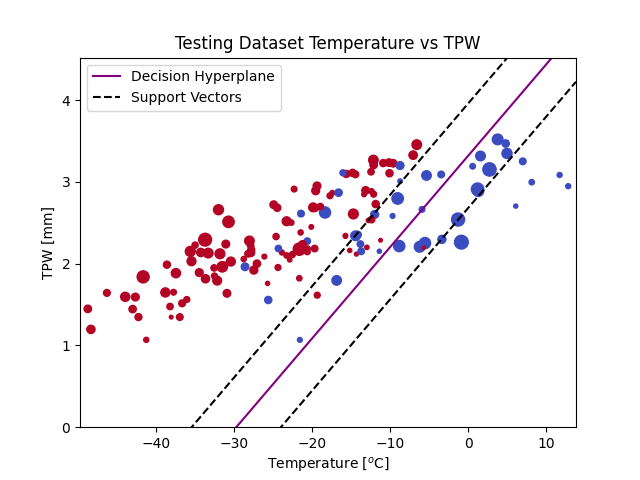 Testing Dataset Temperature vs TPW
Decision Hyperplane
Support Vectors
TPW [mm]
4
3
2
1
0
−40 −30 −20 −10 0 10
Temperature [°C]